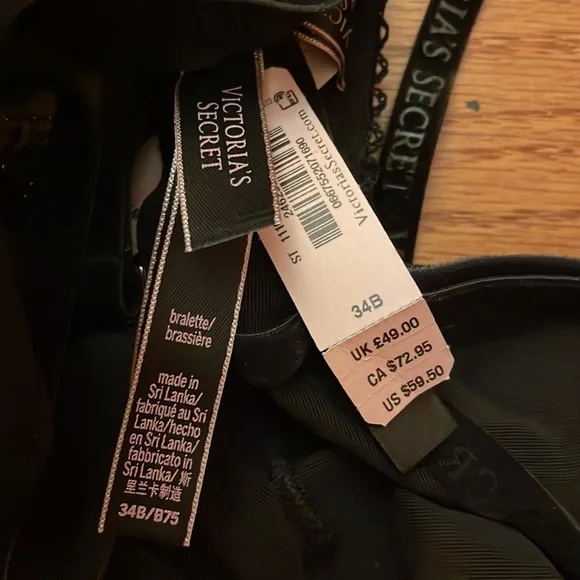 VICTORIA'S
SECRET
bralette/
brassière
made in
Sri Lanka/
fabriqué au Sri
Lanka/hecho
en Sri Lanka/
fabbricato in
Sri Lanka/ 斯
里兰卡制造
34B/B75
VictoriasSecret.com
0667552071690
34B
UK £49.00
CA $72.95
US $59.50
IA'S SECRET